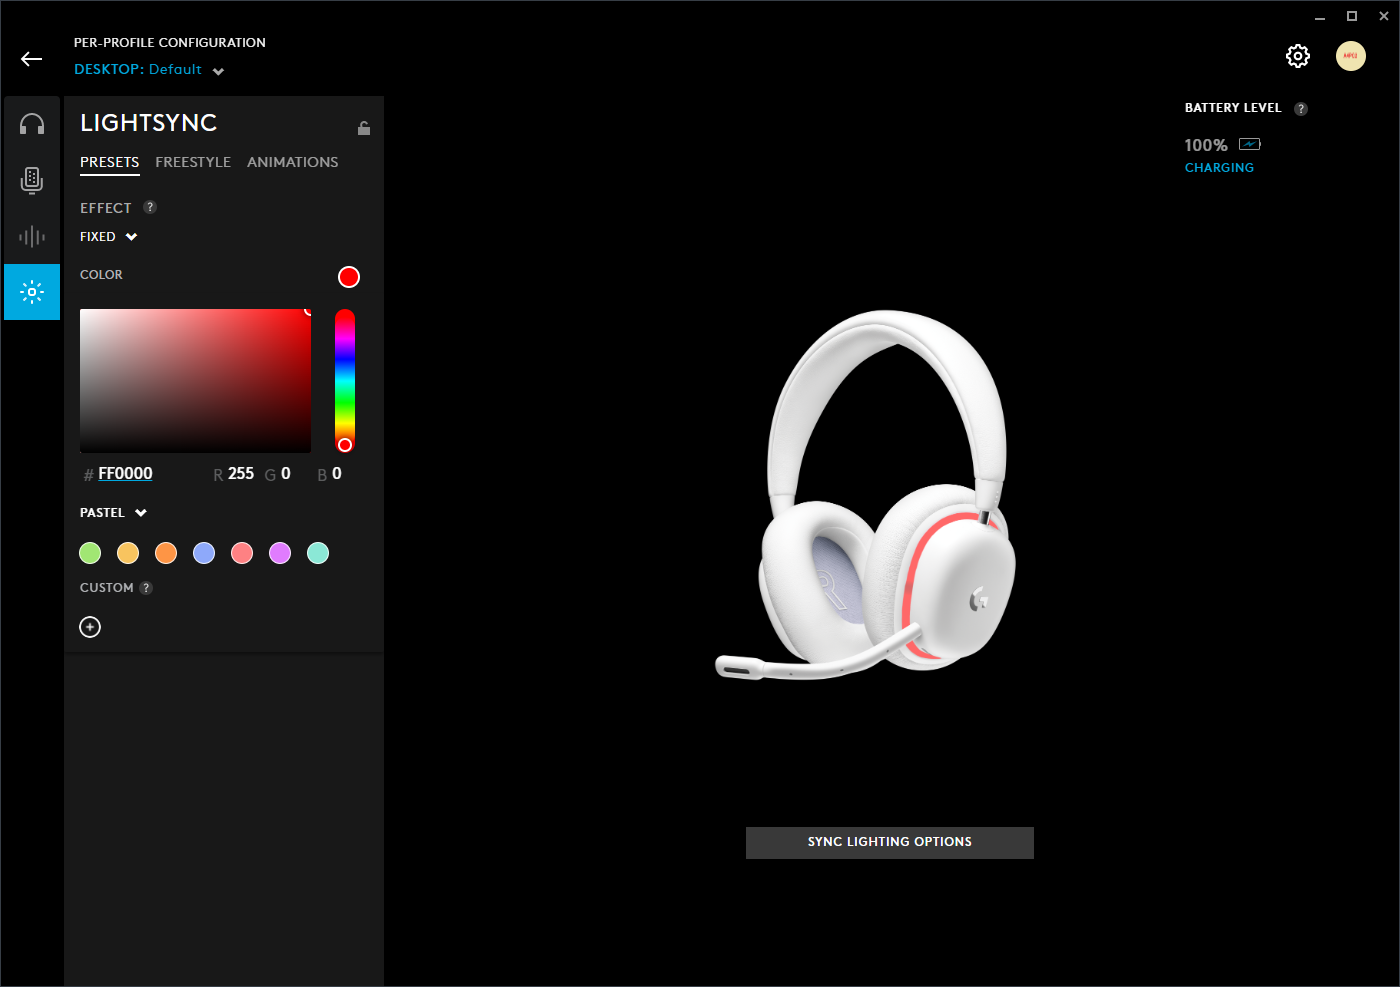 PER-PROFILE CONFIGURATION
DESKTOP: Default
LIGHTSYNC
PRESETS FREESTYLE ANIMATIONS
EFFECT ?
FIXED
COLOR
# FF0000 R 255 G 0 B 0
PASTEL
CUSTOM ?
BATTERY LEVEL ?
100%
CHARGING
R
SYNC LIGHTING OPTIONS